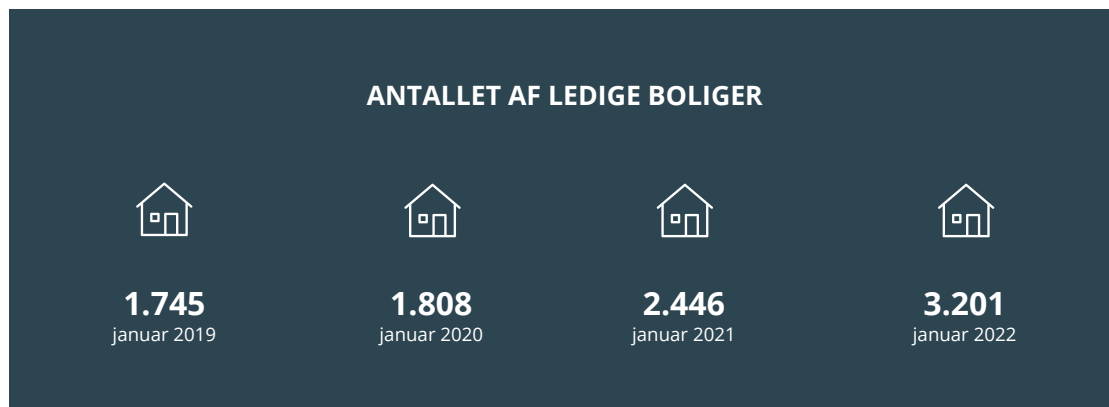 ANTALLET AF LEDIGE BOLIGER
1.745
januar 2019
1.808
januar 2020
2.446
januar 2021
3.201
januar 2022